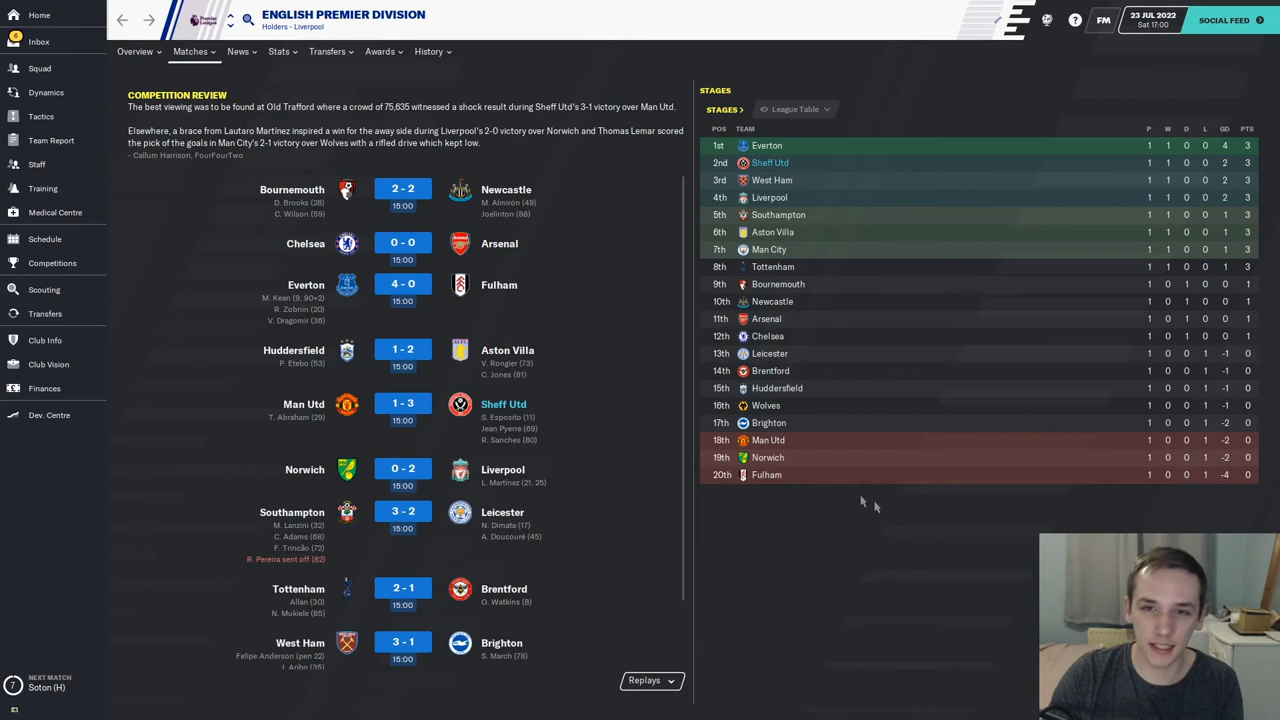 Home
6
Inbox
Squad
Dynamics
Tactics
Team Report
Staff
Training
Medical Centre
Schedule
Competitions
Scouting
Transfers
Club Info
Club Vision
Finances
Dev. Centre
7
NEXT MATCH
Soton (H)
Premier League
ENGLISH PREMIER DIVISION
Holders - Liverpool
?
FM
23 JUL 2022
Sat 17:00
SOCIAL FEED
Overview
Matches
News
Stats
Transfers
Awards
History
COMPETITION REVIEW
The best viewing was to be found at Old Trafford where a crowd of 75,635 witnessed a shock result during Sheff Utd's 3-1 victory over Man Utd.
Elsewhere, a brace from Lautaro Martínez inspired a win for the away side during Liverpool's 2-0 victory over Norwich and Thomas Lemar scored
the pick of the goals in Man City's 2-1 victory over Wolves with a rifled drive which kept low.
- Callum Harrison, FourFourTwo
Bournemouth 2 - 2 Newcastle
D. Brooks (28) 15:00 M. Almirón (49)
C. Wilson (59) Joelinton (88)
Chelsea 0 - 0 Arsenal
15:00
Everton 4 - 0 Fulham
M. Kean (9, 90+2) 15:00
R. Zobnin (20)
V. Dragomir (36)
Huddersfield 1 - 2 Aston Villa
P. Etebo (53) 15:00 V. Rongier (73)
C. Jones (81)
Man Utd 1 - 3 Sheff Utd
T. Abraham (29) 15:00 S. Esposito (11)
Jean Pyerre (69)
R. Sanches (80)
Norwich 0 - 2 Liverpool
15:00 L. Martínez (21, 25)
Southampton 3 - 2 Leicester
M. Lanzini (32) 15:00 N. Dimata (17)
C. Adams (68) A. Doucouré (45)
F. Trincão (72)
R. Pereira sent off (82)
Tottenham 2 - 1 Brentford
Allan (30) 15:00 O. Watkins (8)
N. Mukiele (85)
West Ham 3 - 1 Brighton
Felipe Anderson (pen 22) 15:00 S. March (78)
J. Aribo (35)
Replays
STAGES
STAGES > League Table
POS TEAM P W D L GD PTS
1st Everton 1 1 0 0 4 3
2nd Sheff Utd 1 1 0 0 2 3
3rd West Ham 1 1 0 0 2 3
4th Liverpool 1 1 0 0 2 3
5th Southampton 1 1 0 0 1 3
6th Aston Villa 1 1 0 0 1 3
7th Man City 1 1 0 0 1 3
8th Tottenham 1 1 0 0 1 3
9th Bournemouth 1 0 1 0 0 1
10th Newcastle 1 0 1 0 0 1
11th Arsenal 1 0 1 0 0 1
12th Chelsea 1 0 1 0 0 1
13th Leicester 1 0 0 1 -1 0
14th Brentford 1 0 0 1 -1 0
15th Huddersfield 1 0 0 1 -1 0
16th Wolves 1 0 0 1 -1 0
17th Brighton 1 0 0 1 -2 0
18th Man Utd 1 0 0 1 -2 0
19th Norwich 1 0 0 1 -2 0
20th Fulham 1 0 0 1 -4 0